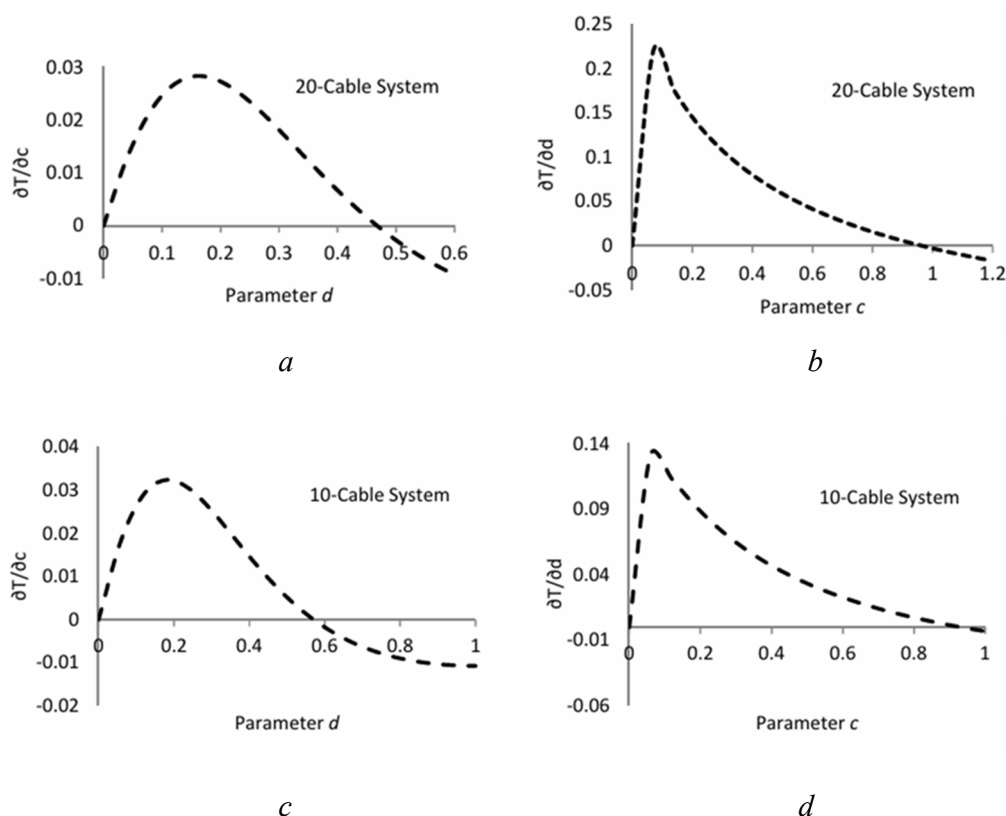 0.03
0.02
0.01
0
-0.01
∂T/∂c
20-Cable System
0 0.1 0.2 0.3 0.4 0.5 0.6
Parameter d
a
0.25
0.2
0.15
0.1
0.05
0
-0.05
∂T/∂d
20-Cable System
0 0.2 0.4 0.6 0.8 1 1.2
Parameter c
b
0.04
0.03
0.02
0.01
0
-0.01
-0.02
∂T/∂c
10-Cable System
0 0.2 0.4 0.6 0.8 1
Parameter d
c
0.14
0.09
0.04
-0.01
-0.06
∂T/∂d
10-Cable System
0 0.2 0.4 0.6 0.8 1
Parameter c
d